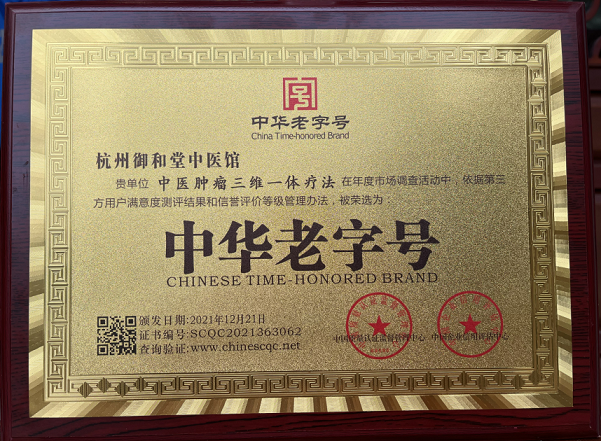 中华老字号
China Time-honored Brand
杭州御和堂中医馆
贵单位 中医肿瘤三维一体疗法 在年度市场调查活动中，依据第三
方用户满意度测评结果和信誉评价等级管理办法，被荣选为：
中华老字号
CHINESE TIME-HONORED BRAND
颁发日期:2021年12月21日
证书编号:SCQC2021363062
查询验证:www.chinescqc.net